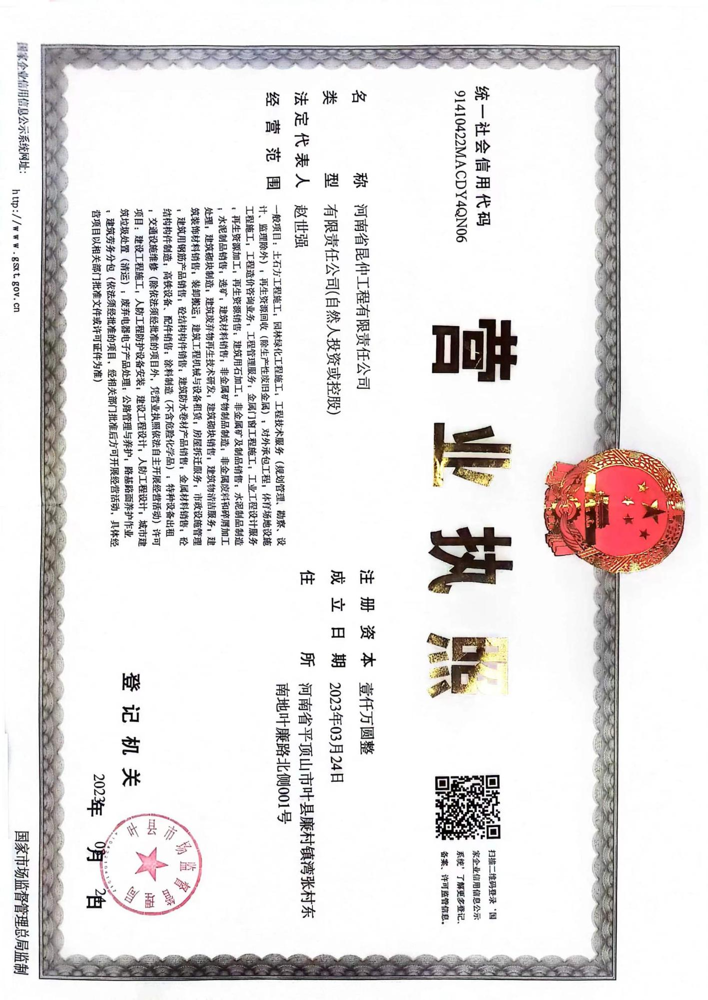 统一社会信用代码
91410422MACDY4QN06
营业执照
扫描二维码登录‘国
家企业信用信息公示
系统’了解更多登记、
备案、许可监管信息。
名称 河南省昆仲工程有限责任公司
类型 有限责任公司(自然人投资或控股)
法定代表人 赵世强
经营范围 一般项目：土石方工程施工；园林绿化工程施工；工程技术服务（规划管理、勘察、设
计、监理除外）；再生资源回收（除生产性废旧金属）；对外承包工程；体育场地设施
工程施工；工程造价咨询业务；工程管理服务；金属门窗工程施工；工业工程设计服务
；再生资源加工；再生资源销售；建筑用石加工；非金属矿及制品销售；水泥制品制造
；水泥制品销售；选矿；建筑材料销售；非金属矿物制品制造；非金属废料和碎屑加工
处理；建筑砌块制造；建筑废弃物再生技术研发；建筑砌块销售；建筑物清洁服务；建
筑装饰材料销售；装卸搬运；建筑工程机械与设备租赁；房屋拆迁服务；市政设施管理
；建筑用钢筋产品销售；砼结构构件销售；建筑防水卷材产品销售；金属材料销售；砼
结构构件制造；高铁设备、配件销售；涂料制造（不含危险化学品）；特种设备出租
；交通设施维修（除依法须经批准的项目外，凭营业执照依法自主开展经营活动）许可
项目：建设工程施工；人防工程防护设备安装；建设工程设计；人防工程设计；城市建
筑垃圾处置（清运）；废弃电器电子产品处理；公路管理与养护；路基路面养护作业
；建筑劳务分包（依法须经批准的项目，经相关部门批准后方可开展经营活动，具体经
营项目以相关部门批准文件或许可证件为准）
注册资本 壹仟万圆整
成立日期 2023年03月24日
住所 河南省平顶山市叶县廉村镇湾张村东
南地叶廉路北侧001号
登记机关
县市场监督管理局
2023年 月 日
国家企业信用信息公示系统网址：http://www.gsxt.gov.cn
国家市场监督管理总局监制